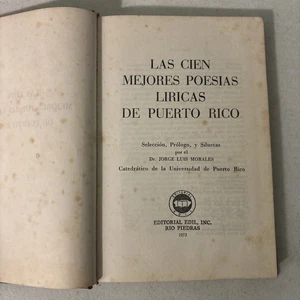 LAS CIEN
MEJORES POESIAS
LIRICAS
DE PUERTO RICO
Selección, Prólogo, y Siluetas
por el
Dr. JORGE LUIS MORALES
Catedrático de la Universidad de Puerto Rico
EDITORIAL EDIL, INC.
RIO PIEDRAS